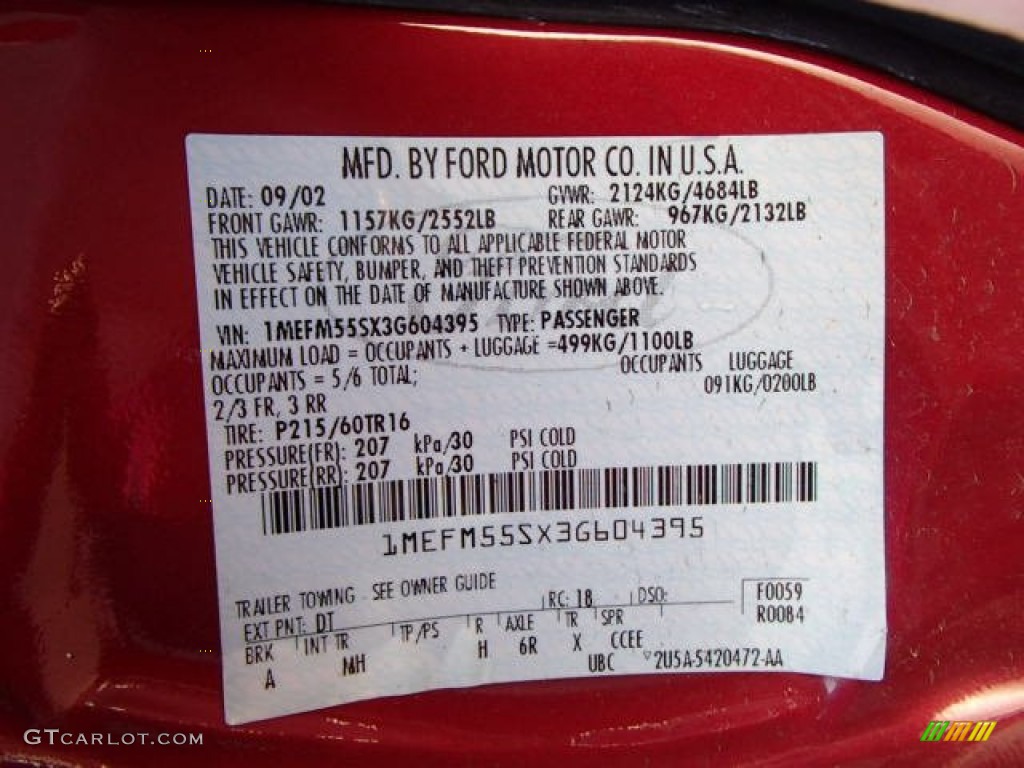 MFD. BY FORD MOTOR CO. IN U.S.A.
DATE: 09/02 GVWR: 2124KG/4684LB
FRONT GAWR: 1157KG/2552LB REAR GAWR: 967KG/2132LB
THIS VEHICLE CONFORMS TO ALL APPLICABLE FEDERAL MOTOR
VEHICLE SAFETY, BUMPER, AND THEFT PREVENTION STANDARDS
IN EFFECT ON THE DATE OF MANUFACTURE SHOWN ABOVE.
VIN: 1MEFM55SX3G604395 TYPE: PASSENGER
MAXIMUM LOAD = OCCUPANTS + LUGGAGE =499KG/1100LB
OCCUPANTS = 5/6 TOTAL; OCCUPANTS LUGGAGE
2/3 FR, 3 RR 091KG/0200LB
TIRE: P215/60TR16
PRESSURE(FR): 207 kPa/30 PSI COLD
PRESSURE(RR): 207 kPa/30 PSI COLD
1MEFM55SX3G604395
TRAILER TOWING - SEE OWNER GUIDE
EXT PNT: DT RC: 18 DSO: F0059
R0084
BRK INT TR TP/PS R AXLE TR SPR
A MH H 6R X CCEE
UBC 2U5A-5420472-AA
GTCARLOT.COM